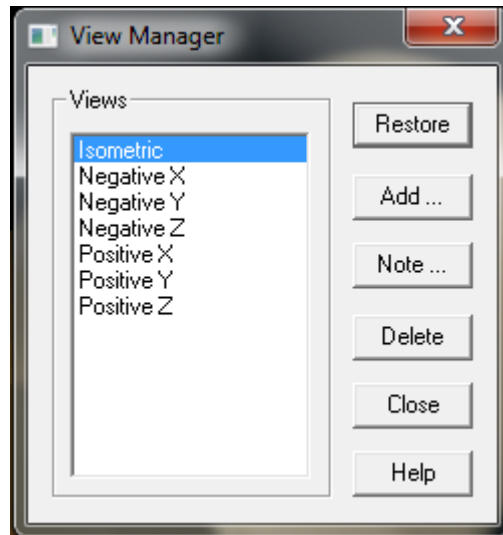 View Manager
Views
Isometric
Negative X
Negative Y
Negative Z
Positive X
Positive Y
Positive Z
Restore
Add ...
Note ...
Delete
Close
Help